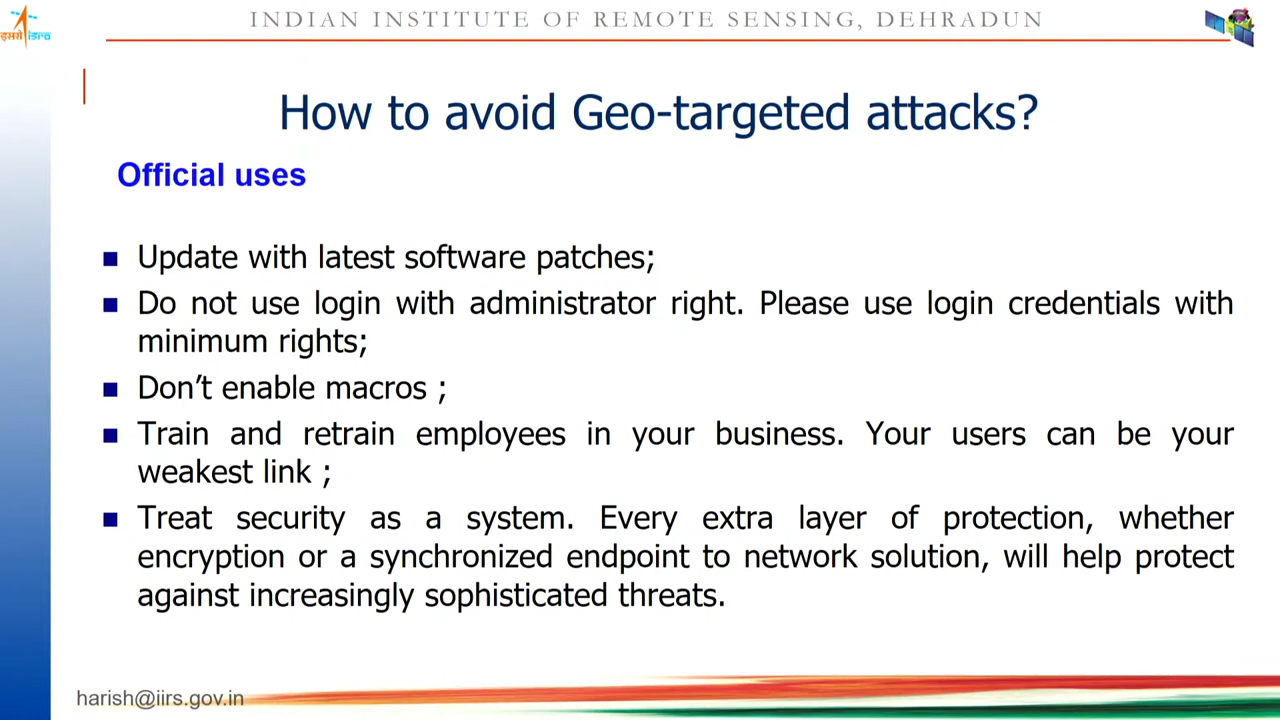 INDIAN INSTITUTE OF REMOTE SENSING, DEHRADUN
इसरो isro
How to avoid Geo-targeted attacks?
Official uses
Update with latest software patches;
Do not use login with administrator right. Please use login credentials with
minimum rights;
Don’t enable macros ;
Train and retrain employees in your business. Your users can be your
weakest link ;
Treat security as a system. Every extra layer of protection, whether
encryption or a synchronized endpoint to network solution, will help protect
against increasingly sophisticated threats.
harish@iirs.gov.in